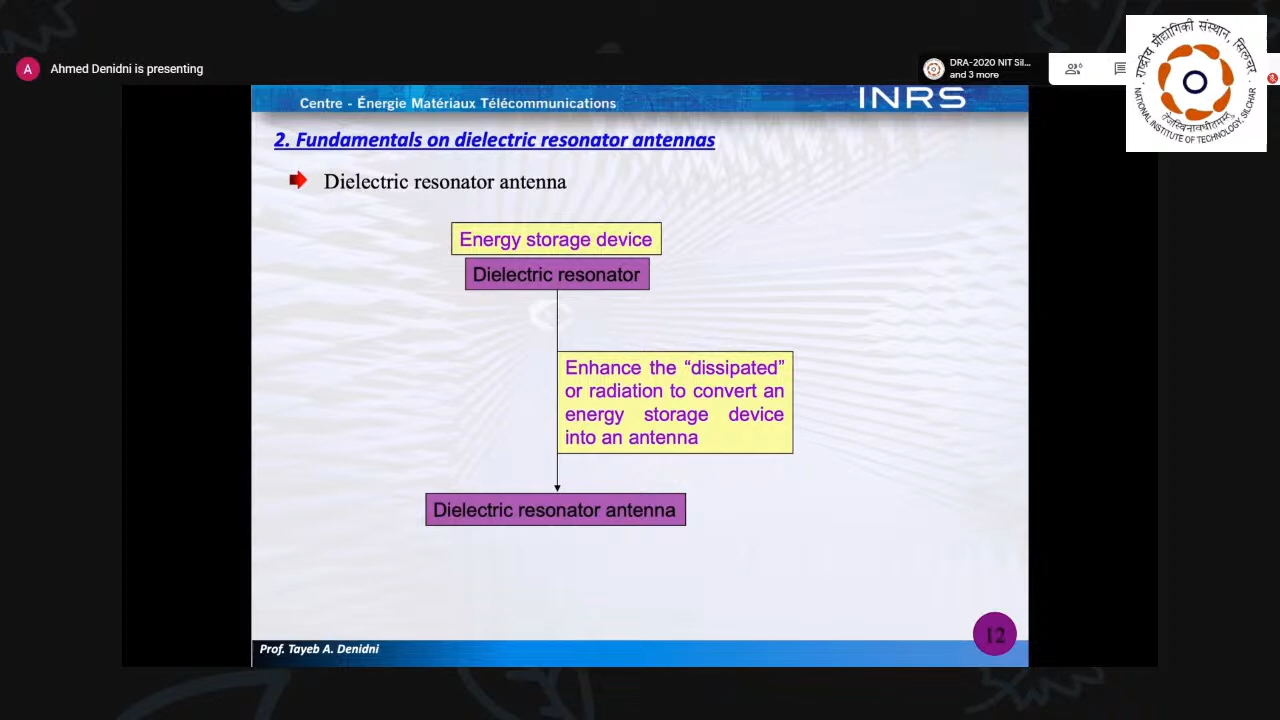 A
Ahmed Denidni is presenting
DRA-2020 NIT Sil...
and 3 more
राष्ट्रीय प्रौद्योगिकी संस्थान, सिलचर
NATIONAL INSTITUTE OF TECHNOLOGY, SILCHAR
Centre - Énergie Matériaux Télécommunications
INRS
2. Fundamentals on dielectric resonator antennas
Dielectric resonator antenna
Energy storage device
Dielectric resonator
Enhance the “dissipated”
or radiation to convert an
energy storage device
into an antenna
Dielectric resonator antenna
12
Prof. Tayeb A. Denidni